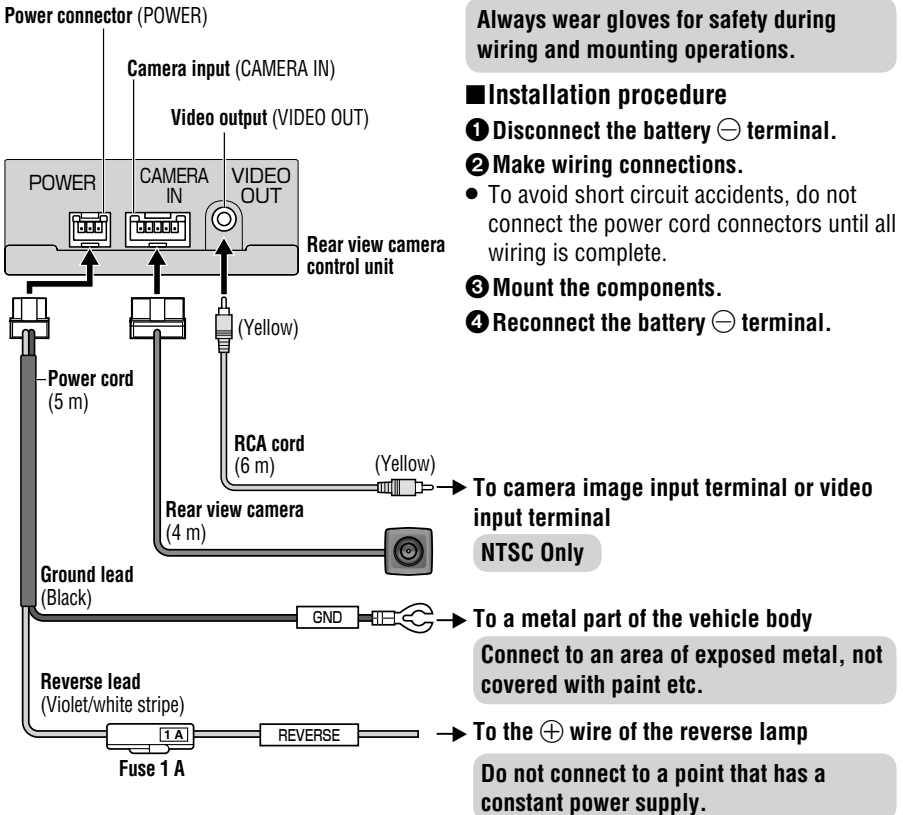 Power connector (POWER)
Camera input (CAMERA IN)
Video output (VIDEO OUT)
POWER
CAMERA
IN
VIDEO
OUT
Rear view camera
control unit
(Yellow)
Power cord
(5 m)
RCA cord
(6 m)
(Yellow)
Rear view camera
(4 m)
Ground lead
(Black)
GND
Reverse lead
(Violet/white stripe)
1 A
REVERSE
Fuse 1 A
Always wear gloves for safety during
wiring and mounting operations.
■Installation procedure
❶Disconnect the battery ⊖ terminal.
❷Make wiring connections.
● To avoid short circuit accidents, do not
connect the power cord connectors until all
wiring is complete.
❸Mount the components.
❹Reconnect the battery ⊖ terminal.
To camera image input terminal or video
input terminal
NTSC Only
To a metal part of the vehicle body
Connect to an area of exposed metal, not
covered with paint etc.
To the ⊕ wire of the reverse lamp
Do not connect to a point that has a
constant power supply.